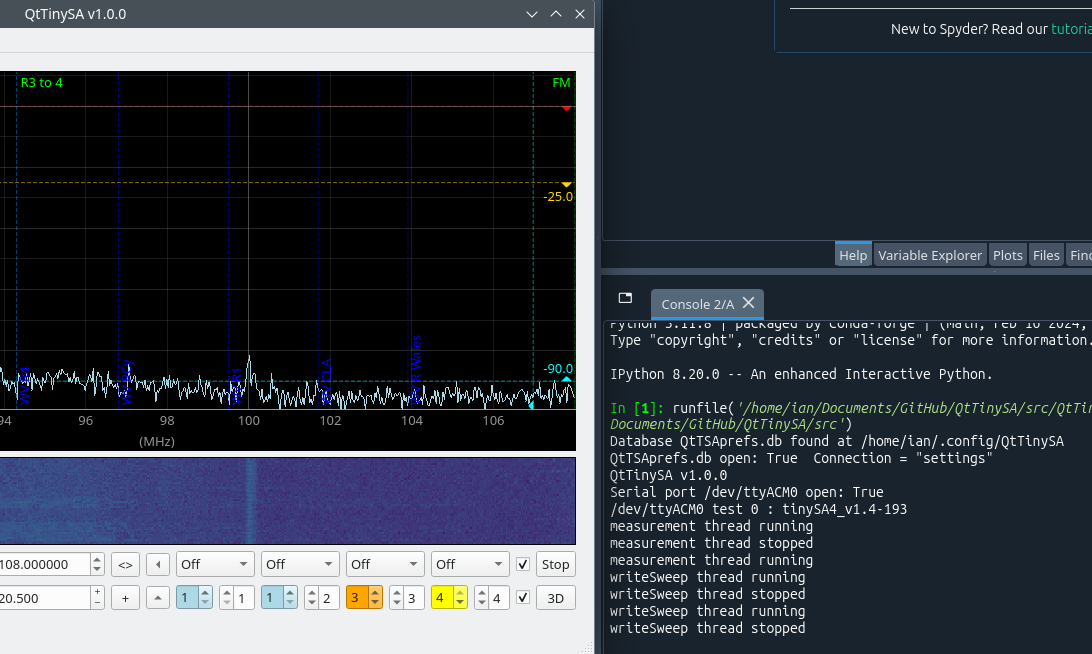 QtTinySA v1.0.0
R3 to 4
FM
-25.0
-90.0
94 96 98 100 102 104 106
(MHz)
108.000000 <> Off Off Off Off Stop
20.500 + 1 1 1 2 3 3 4 4 3D
New to Spyder? Read our tutoria
Help Variable Explorer Plots Files Find
Console 2/A
Python 3.11.8 | packaged by conda-forge | (main, Feb 16 2024,
Type "copyright", "credits" or "license" for more information.
IPython 8.20.0 -- An enhanced Interactive Python.
In [1]: runfile('/home/ian/Documents/GitHub/QtTinySA/src/QtTin
Documents/GitHub/QtTinySA/src')
Database QtTSAprefs.db found at /home/ian/.config/QtTinySA
QtTSAprefs.db open: True  Connection = "settings"
QtTinySA v1.0.0
Serial port /dev/ttyACM0 open: True
/dev/ttyACM0 test 0 : tinySA4_v1.4-193
measurement thread running
measurement thread stopped
measurement thread running
writeSweep thread running
writeSweep thread stopped
writeSweep thread running
writeSweep thread stopped